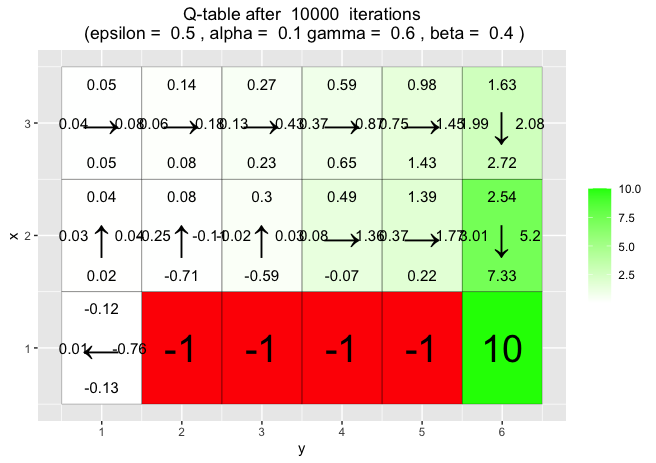 Q-table after 10000 iterations
(epsilon = 0.5 , alpha = 0.1 gamma = 0.6 , beta = 0.4 )
0.05 0.14 0.27 0.59 0.98 1.63
3 0.04 → 0.08 0.06 → 0.18 0.13 → 0.43 0.37 → 0.87 0.75 → 1.45 1.99 ↓ 2.08
0.05 0.08 0.23 0.65 1.43 2.72
0.04 0.08 0.3 0.49 1.39 2.54
x 2 0.03 ↑ 0.04 -0.25 ↑ -0.02 ↑ 0.03 0.08 → 1.36 0.37 → 1.77 3.01 ↓ 5.2
0.02 -0.71 -0.59 -0.07 0.22 7.33
-0.12
1 0.01 ← -0.76 -1 -1 -1 -1 10
-0.13
1 2 3 4 5 6
y
10.0
7.5
5.0
2.5